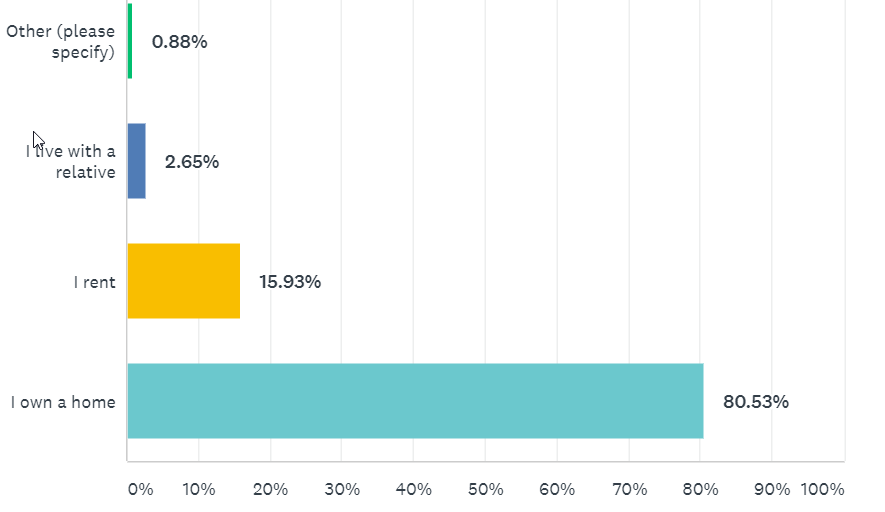 Other (please
specify)
0.88%
I live with a
relative
2.65%
I rent
15.93%
I own a home
80.53%
0% 10% 20% 30% 40% 50% 60% 70% 80% 90% 100%